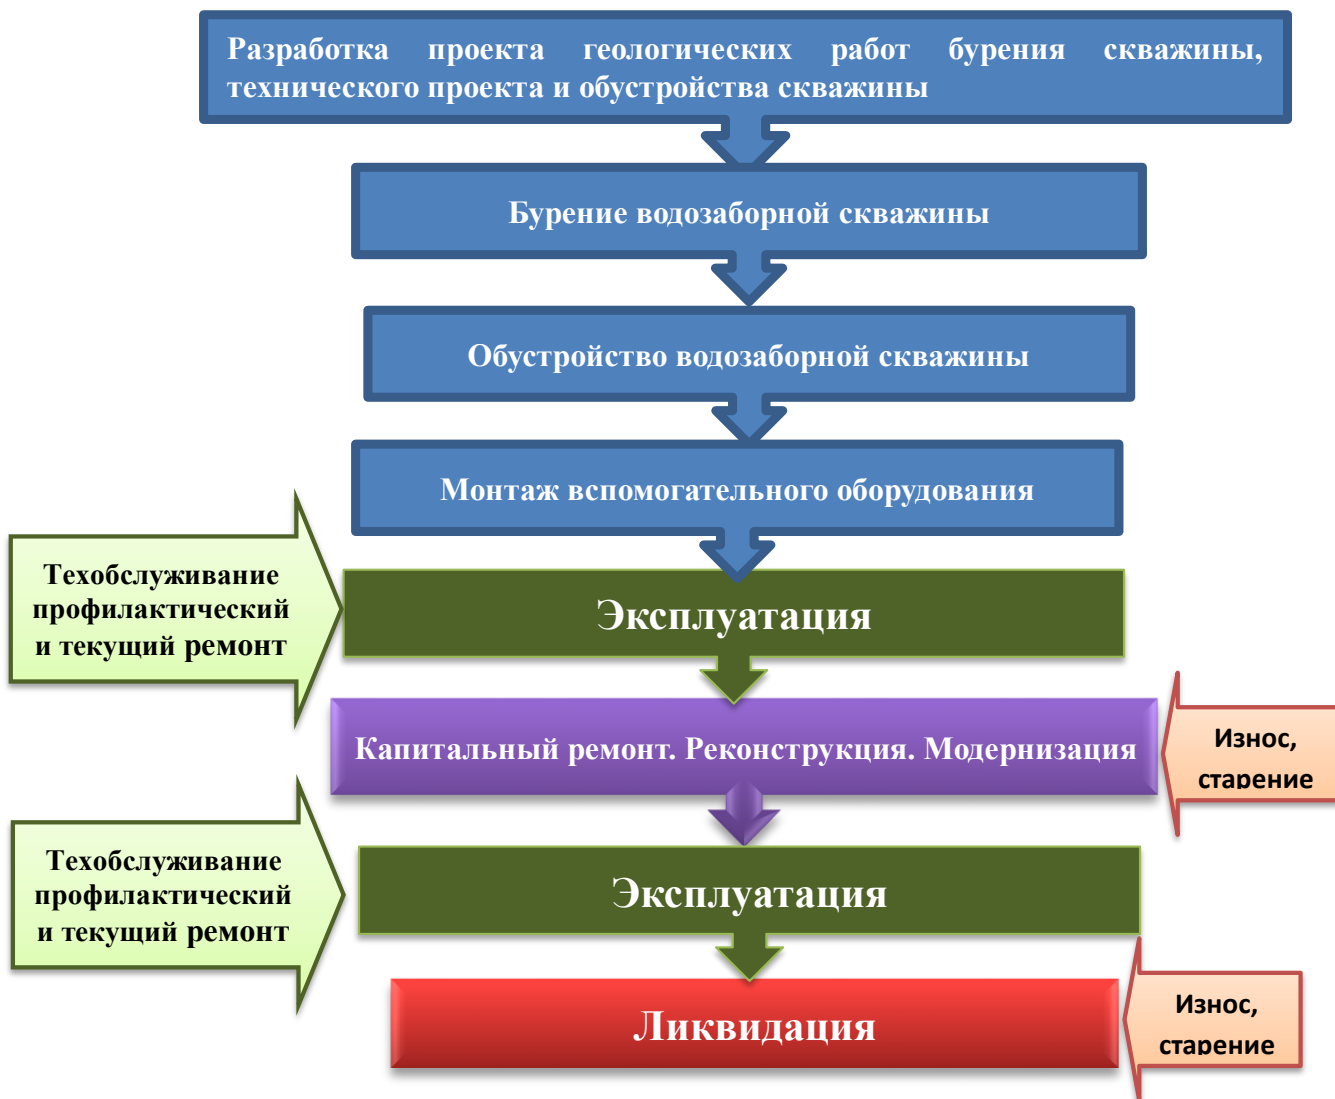 Разработка проекта геологических работ бурения скважины,
технического проекта и обустройства скважины
Бурение водозаборной скважины
Обустройство водозаборной скважины
Монтаж вспомогательного оборудования
Техобслуживание
профилактический
и текущий ремонт
Эксплуатация
Капитальный ремонт. Реконструкция. Модернизация
Износ,
старение
Техобслуживание
профилактический
и текущий ремонт
Эксплуатация
Ликвидация
Износ,
старение